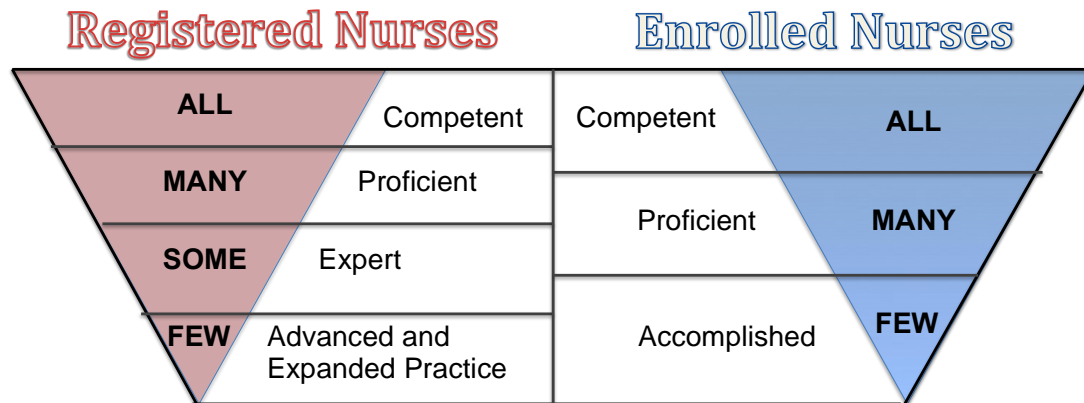 Registered Nurses
Enrolled Nurses
ALL
Competent
MANY
Proficient
SOME
Expert
FEW
Advanced and
Expanded Practice
Competent
ALL
Proficient
MANY
Accomplished
FEW